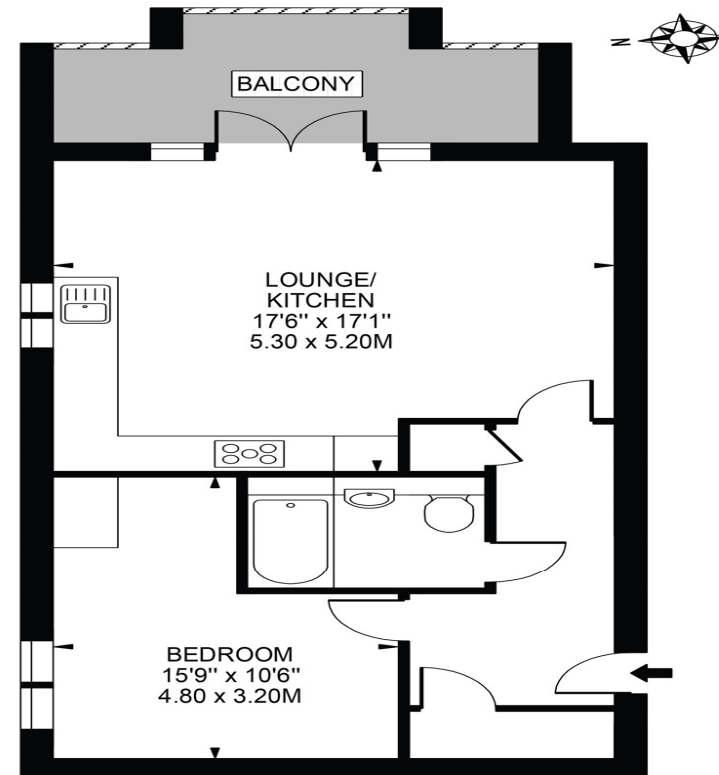 N
BALCONY
LOUNGE/
KITCHEN
17'6" x 17'1"
5.30 x 5.20M
BEDROOM
15'9" x 10'6"
4.80 x 3.20M